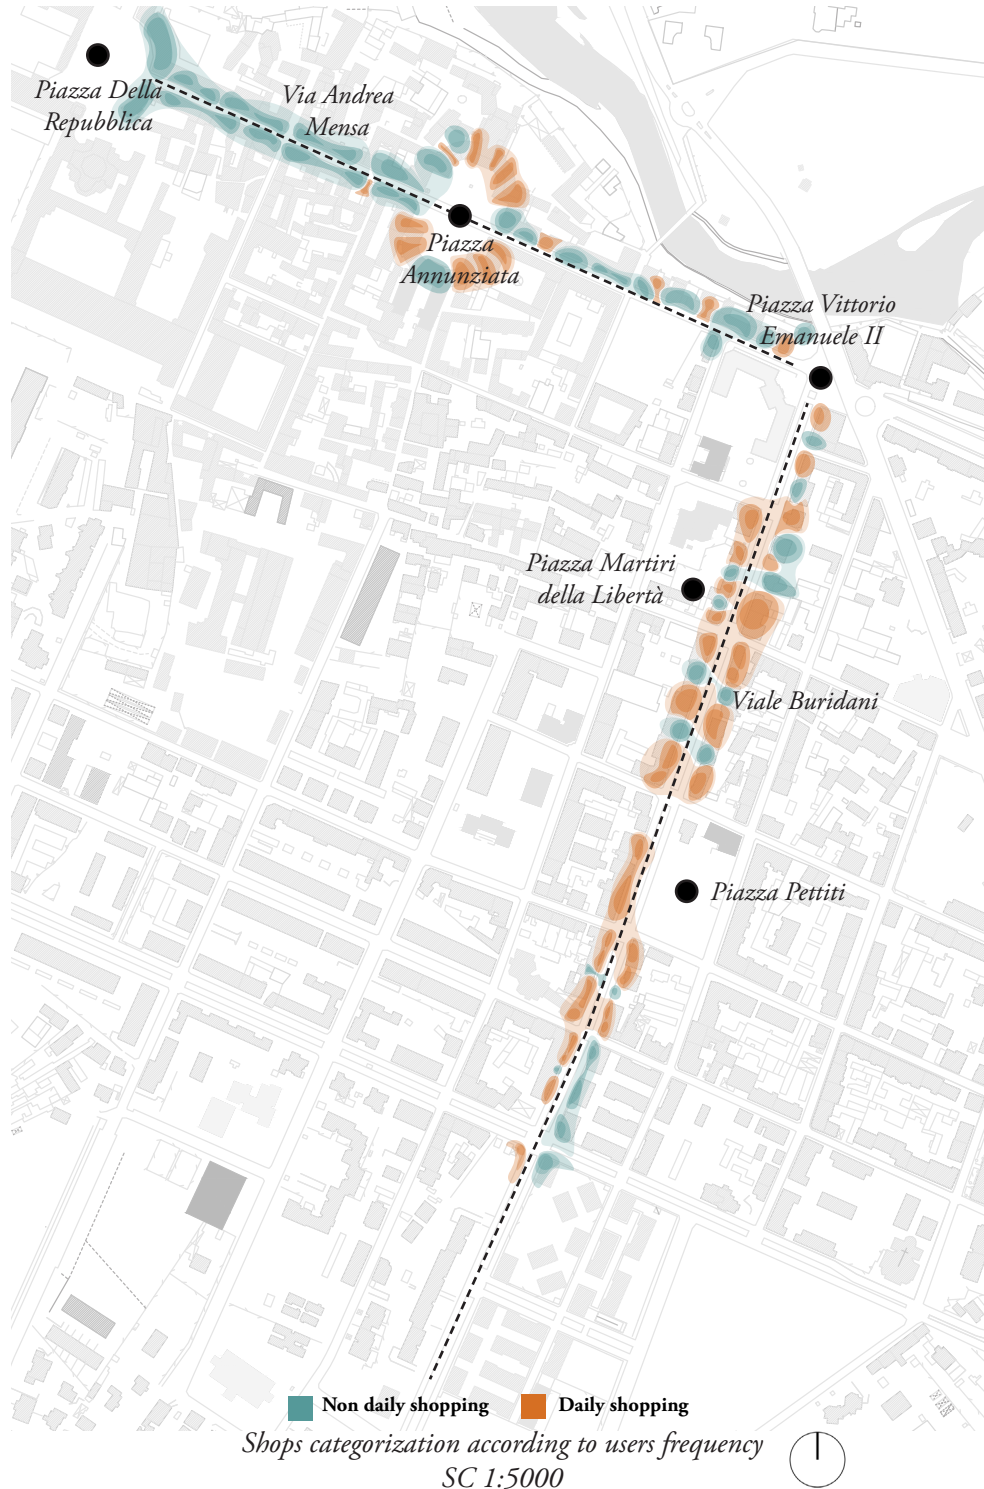 Piazza Della
Repubblica
Via Andrea
Mensa
Piazza
Annunziata
Piazza Vittorio
Emanuele II
Piazza Martiri
della Libertà
Viale Buridani
Piazza Pettiti
Non daily shopping
Daily shopping
Shops categorization according to users frequency
SC 1:5000